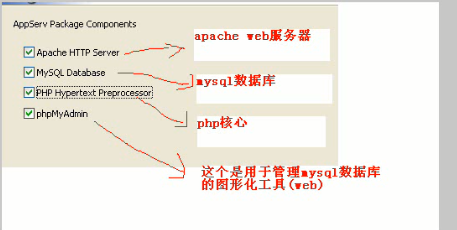 AppServ Package Components
Apache HTTP Server
apache web服务器
MySQL Database
mysql数据库
PHP Hypertext Preprocessor
php核心
phpMyAdmin
这个是用于管理mysql数据库
的图形化工具(web)